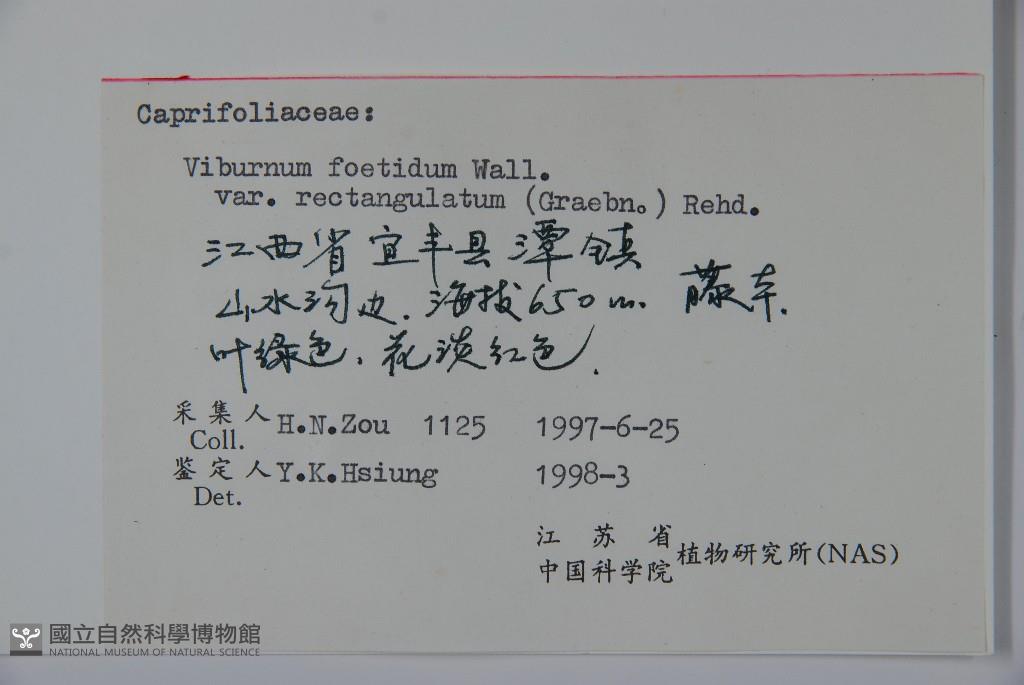 Caprifoliaceae:
Viburnum foetidum Wall.
var. rectangulatum (Graebn.) Rehd.
江西省宜丰县潭镇
山水沟边. 海拔650m. 藤本.
叶绿色. 花淡红色.
采集人 H.N.Zou 1125 1997-6-25
Coll.
鉴定人 Y.K.Hsiung 1998-3
Det.
江苏省
中国科学院 植物研究所(NAS)
國立自然科學博物館
NATIONAL MUSEUM OF NATURAL SCIENCE